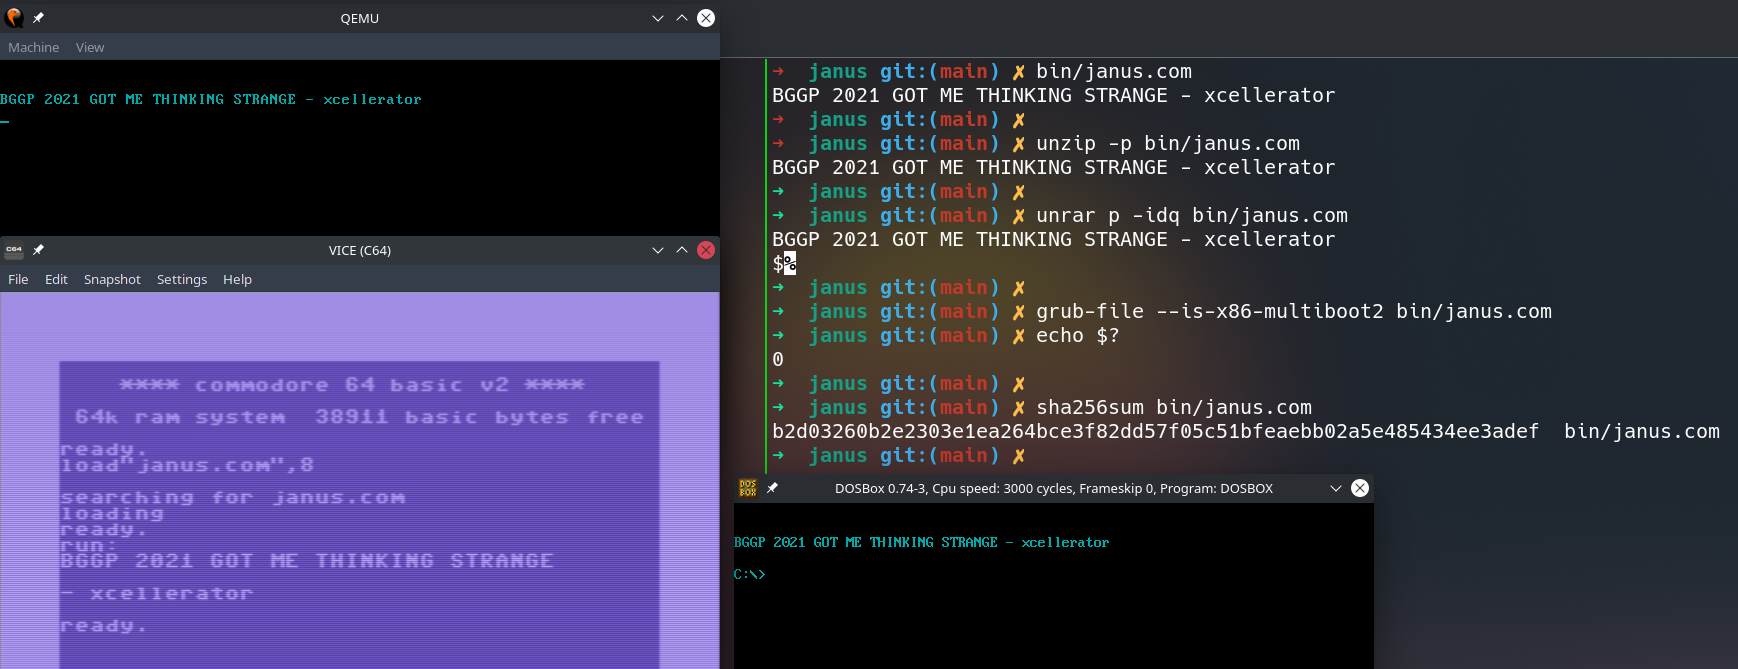 QEMU
Machine View
BGGP 2021 GOT ME THINKING STRANGE - xcellerator
VICE (C64)
C64
File Edit Snapshot Settings Help
**** commodore 64 basic v2 ****
64k ram system 38911 basic bytes free
ready.
load"janus.com",8
searching for janus.com
loading
ready.
run:
BGGP 2021 GOT ME THINKING STRANGE
- xcellerator
ready.
➜ janus git:(main) ✗ bin/janus.com
BGGP 2021 GOT ME THINKING STRANGE - xcellerator
➜ janus git:(main) ✗
➜ janus git:(main) ✗ unzip -p bin/janus.com
BGGP 2021 GOT ME THINKING STRANGE - xcellerator
➜ janus git:(main) ✗
➜ janus git:(main) ✗ unrar p -idq bin/janus.com
BGGP 2021 GOT ME THINKING STRANGE - xcellerator
$%
➜ janus git:(main) ✗
➜ janus git:(main) ✗ grub-file --is-x86-multiboot2 bin/janus.com
➜ janus git:(main) ✗ echo $?
0
➜ janus git:(main) ✗
➜ janus git:(main) ✗ sha256sum bin/janus.com
b2d03260b2e2303e1ea264bce3f82dd57f05c51bfeaebb02a5e485434ee3adef bin/janus.com
➜ janus git:(main) ✗
DOS BOX
DOSBox 0.74-3, Cpu speed: 3000 cycles, Frameskip 0, Program: DOSBOX
BGGP 2021 GOT ME THINKING STRANGE - xcellerator
C:\>